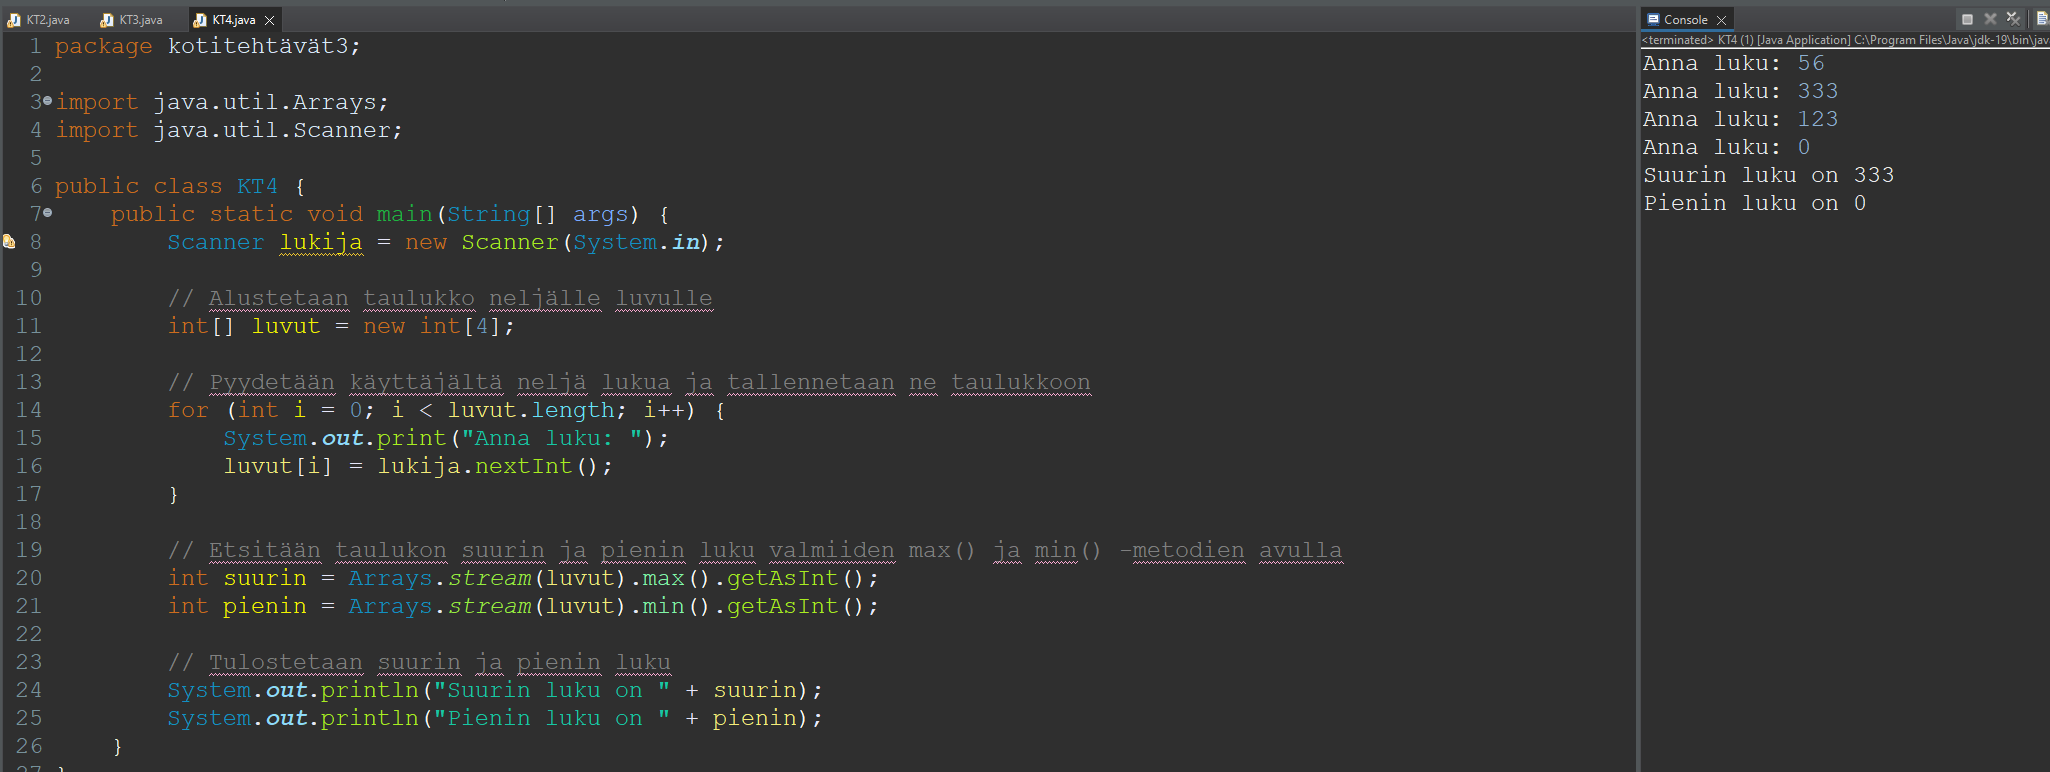 KT2.java KT3.java KT4.java
1 package kotitehtävät3;
2
3 import java.util.Arrays;
4 import java.util.Scanner;
5
6 public class KT4 {
7 public static void main(String[] args) {
8 Scanner lukija = new Scanner(System.in);
9
10 // Alustetaan taulukko neljälle luvulle
11 int[] luvut = new int[4];
12
13 // Pyydetään käyttäjältä neljä lukua ja tallennetaan ne taulukkoon
14 for (int i = 0; i < luvut.length; i++) {
15 System.out.print("Anna luku: ");
16 luvut[i] = lukija.nextInt();
17 }
18
19 // Etsitään taulukon suurin ja pienin luku valmiiden max() ja min() -metodien avulla
20 int suurin = Arrays.stream(luvut).max().getAsInt();
21 int pienin = Arrays.stream(luvut).min().getAsInt();
22
23 // Tulostetaan suurin ja pienin luku
24 System.out.println("Suurin luku on " + suurin);
25 System.out.println("Pienin luku on " + pienin);
26 }
27 }
Console
<terminated> KT4 (1) [Java Application] C:\Program Files\Java\jdk-19\bin\jav
Anna luku: 56
Anna luku: 333
Anna luku: 123
Anna luku: 0
Suurin luku on 333
Pienin luku on 0